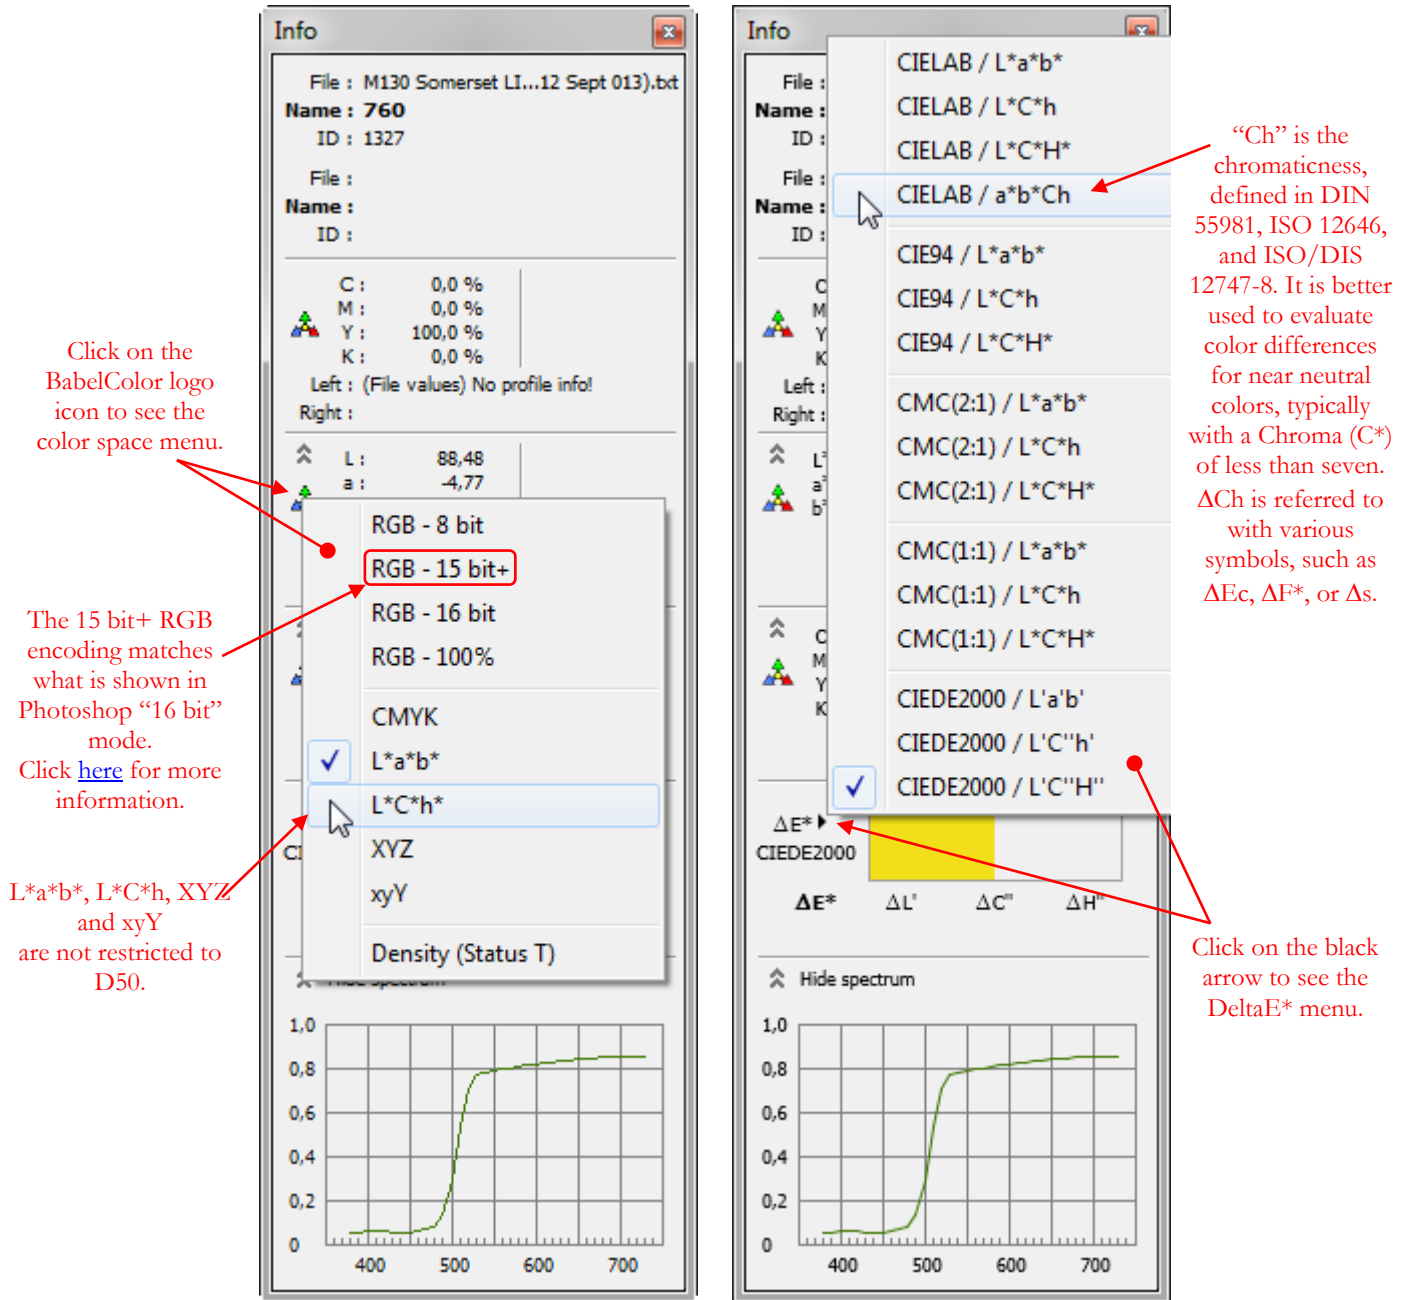 Info
File : M130 Somerset LI...12 Sept 013).txt
Name : 760
ID : 1327
File :
Name :
ID :
C : 0,0 %
M : 0,0 %
Y : 100,0 %
K : 0,0 %
Left : (File values) No profile info!
Right :
L : 88,48
a : -4,77
RGB - 8 bit
RGB - 15 bit+
RGB - 16 bit
RGB - 100%
CMYK
L*a*b*
L*C*h*
XYZ
xyY
Density (Status T)
Hide spectrum
1,0
0,8
0,6
0,4
0,2
0
400 500 600 700
Click on the
BabelColor logo
icon to see the
color space menu.
The 15 bit+ RGB
encoding matches
what is shown in
Photoshop “16 bit”
mode.
Click here for more
information.
L*a*b*, L*C*h, XYZ
and xyY
are not restricted to
D50.
Info
File :
Name :
ID :
File :
Name :
ID :
Left :
Right :
CIELAB / L*a*b*
CIELAB / L*C*h
CIELAB / L*C*H*
CIELAB / a*b*Ch
CIE94 / L*a*b*
CIE94 / L*C*h
CIE94 / L*C*H*
CMC(2:1) / L*a*b*
CMC(2:1) / L*C*h
CMC(2:1) / L*C*H*
CMC(1:1) / L*a*b*
CMC(1:1) / L*C*h
CMC(1:1) / L*C*H*
CIEDE2000 / L'a'b'
CIEDE2000 / L'C''h'
CIEDE2000 / L'C''H''
ΔE*
CIEDE2000
ΔE* ΔL' ΔC'' ΔH''
Hide spectrum
1,0
0,8
0,6
0,4
0,2
0
400 500 600 700
“Ch” is the
chromaticness,
defined in DIN
55981, ISO 12646,
and ISO/DIS
12747-8. It is better
used to evaluate
color differences
for near neutral
colors, typically
with a Chroma (C*)
of less than seven.
ΔCh is referred to
with various
symbols, such as
ΔEc, ΔF*, or Δs.
Click on the black
arrow to see the
DeltaE* menu.